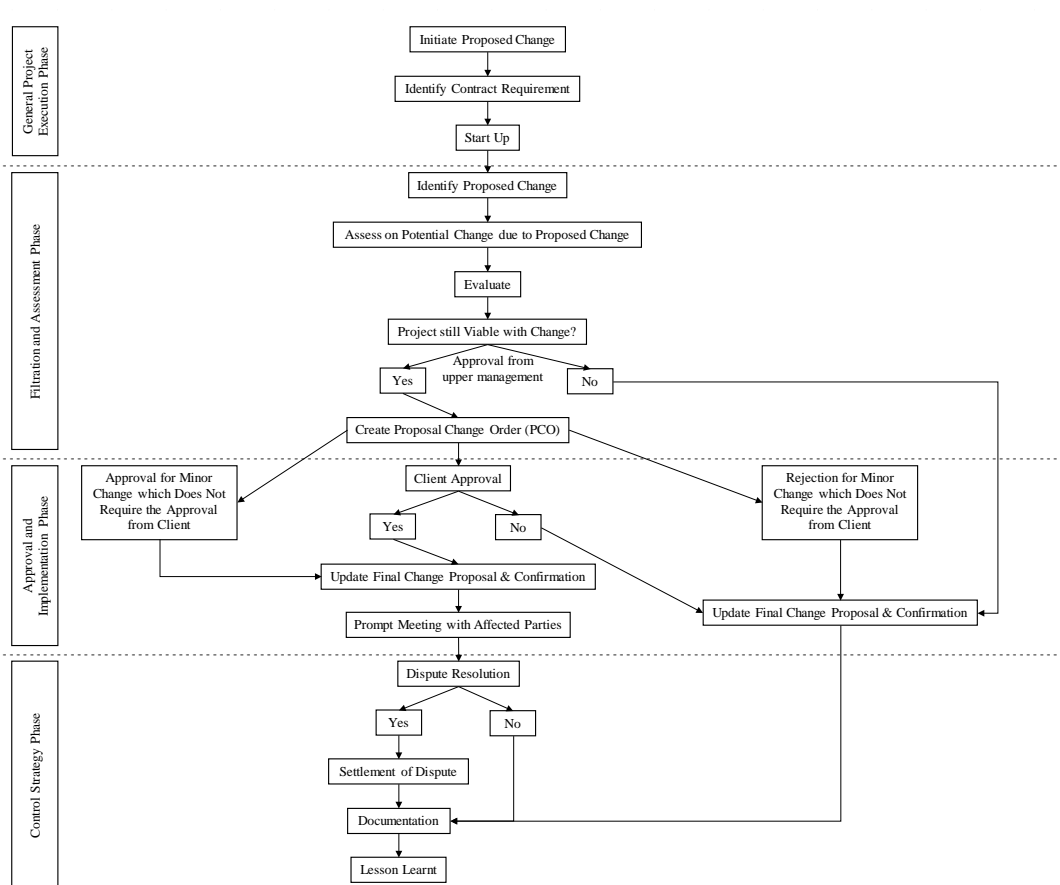 General Project
Execution Phase
Initiate Proposed Change
Identify Contract Requirement
Start Up
Filtration and Assessment Phase
Identify Proposed Change
Assess on Potential Change due to Proposed Change
Evaluate
Project still Viable with Change?
Approval from
upper management
Yes
No
Create Proposal Change Order (PCO)
Approval and
Implementation Phase
Approval for Minor
Change which Does Not
Require the Approval
from Client
Client Approval
Rejection for Minor
Change which Does Not
Require the Approval
from Client
Yes
No
Update Final Change Proposal & Confirmation
Update Final Change Proposal & Confirmation
Prompt Meeting with Affected Parties
Control Strategy Phase
Dispute Resolution
Yes
No
Settlement of Dispute
Documentation
Lesson Learnt